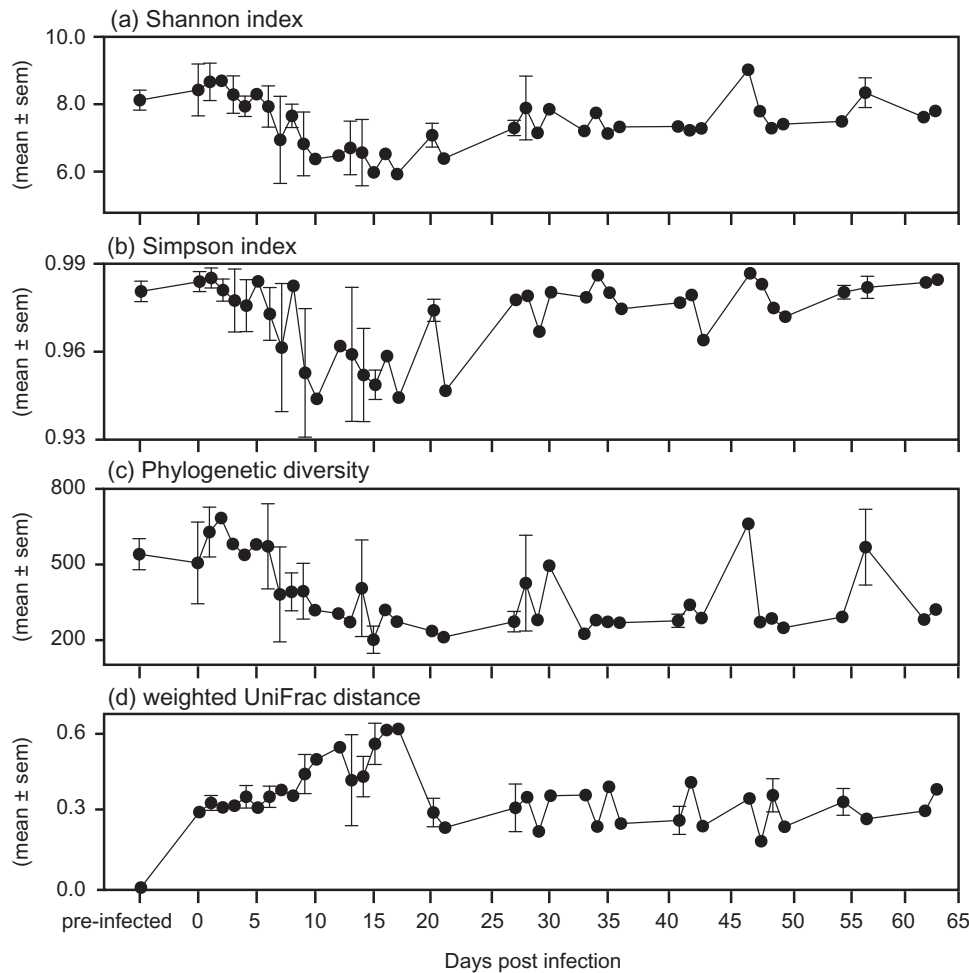 (a) Shannon index
10.0
8.0
6.0
(mean ± sem)
(b) Simpson index
0.99
0.96
0.93
(mean ± sem)
(c) Phylogenetic diversity
800
500
200
(mean ± sem)
(d) weighted UniFrac distance
0.6
0.3
0.0
(mean ± sem)
pre-infected 0 5 10 15 20 25 30 35 40 45 50 55 60 65
Days post infection